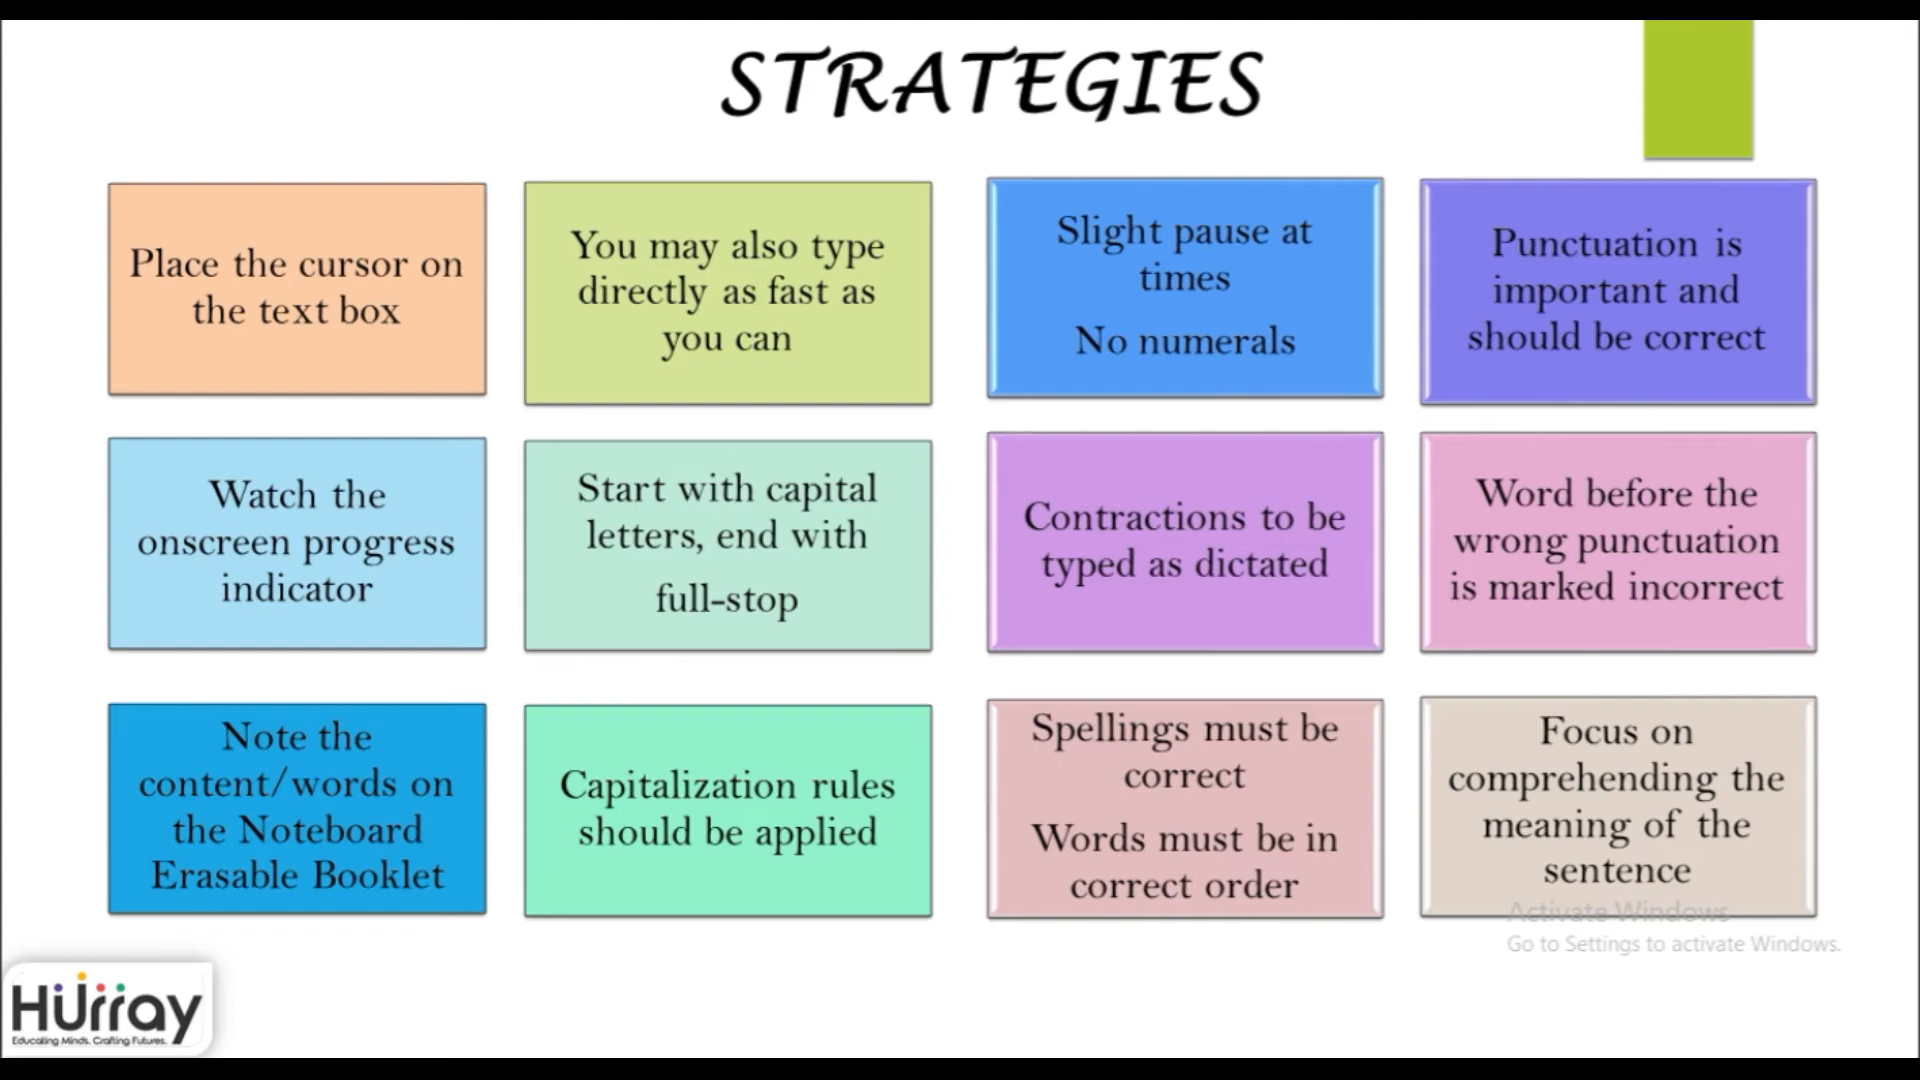 STRATEGIES
Place the cursor on
the text box
You may also type
directly as fast as
you can
Slight pause at
times
No numerals
Punctuation is
important and
should be correct
Watch the
onscreen progress
indicator
Start with capital
letters, end with
full-stop
Contractions to be
typed as dictated
Word before the
wrong punctuation
is marked incorrect
Note the
content/words on
the Noteboard
Erasable Booklet
Capitalization rules
should be applied
Spellings must be
correct
Words must be in
correct order
Focus on
comprehending the
meaning of the
sentence
Activate Windows
Go to Settings to activate Windows.
Hurray
Educating Minds. Crafting Futures.